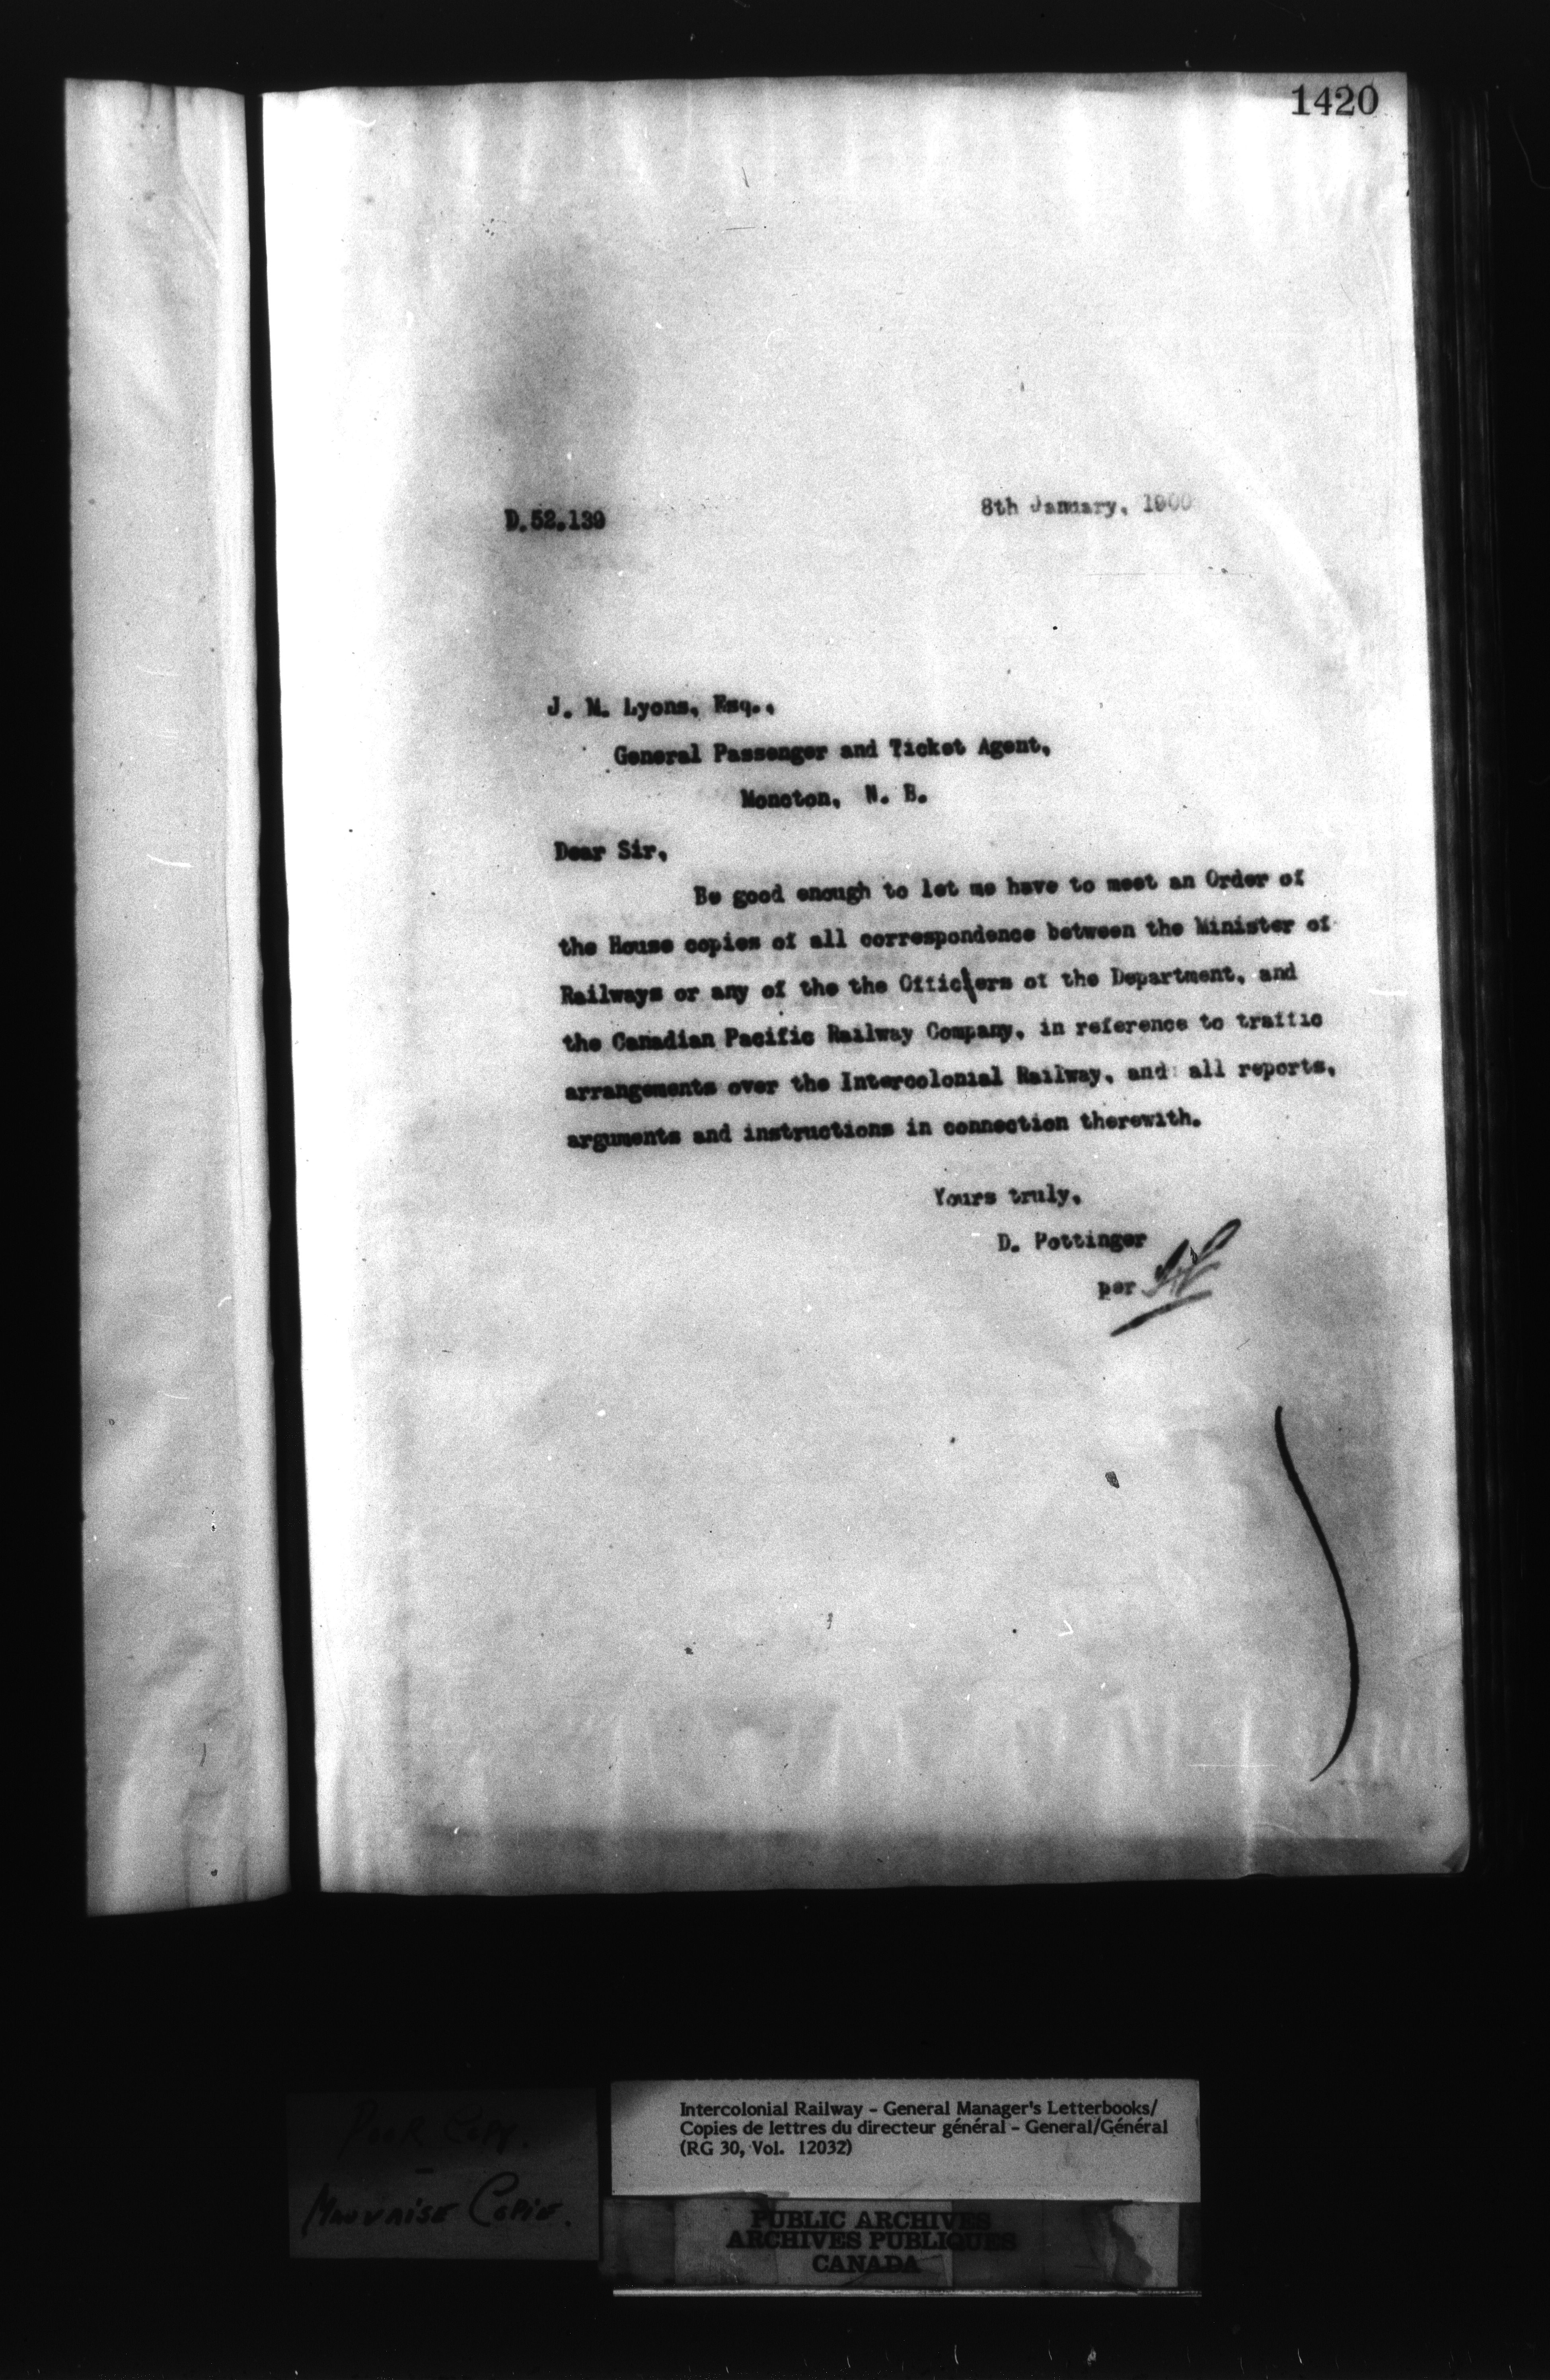 1420
D.52.139
8th January, 1900
J. M. Lyons, Esq.,
General Passenger and Ticket Agent,
Moncton, N. B.
Dear Sir,
Be good enough to let me have to meet an Order of
the House copies of all correspondence between the Minister of
Railways or any of the the Officers of the Department, and
the Canadian Pacific Railway Company, in reference to traffic
arrangements over the Intercolonial Railway, and all reports,
arguments and instructions in connection therewith.
Yours truly,
D. Pottinger
per
Intercolonial Railway - General Manager's Letterbooks/
Copies de lettres du directeur général - General/Général
(RG 30, Vol. 12032)
POOR COPY.
-
MAUVAISE COPIE.
PUBLIC ARCHIVES
ARCHIVES PUBLIQUES
CANADA